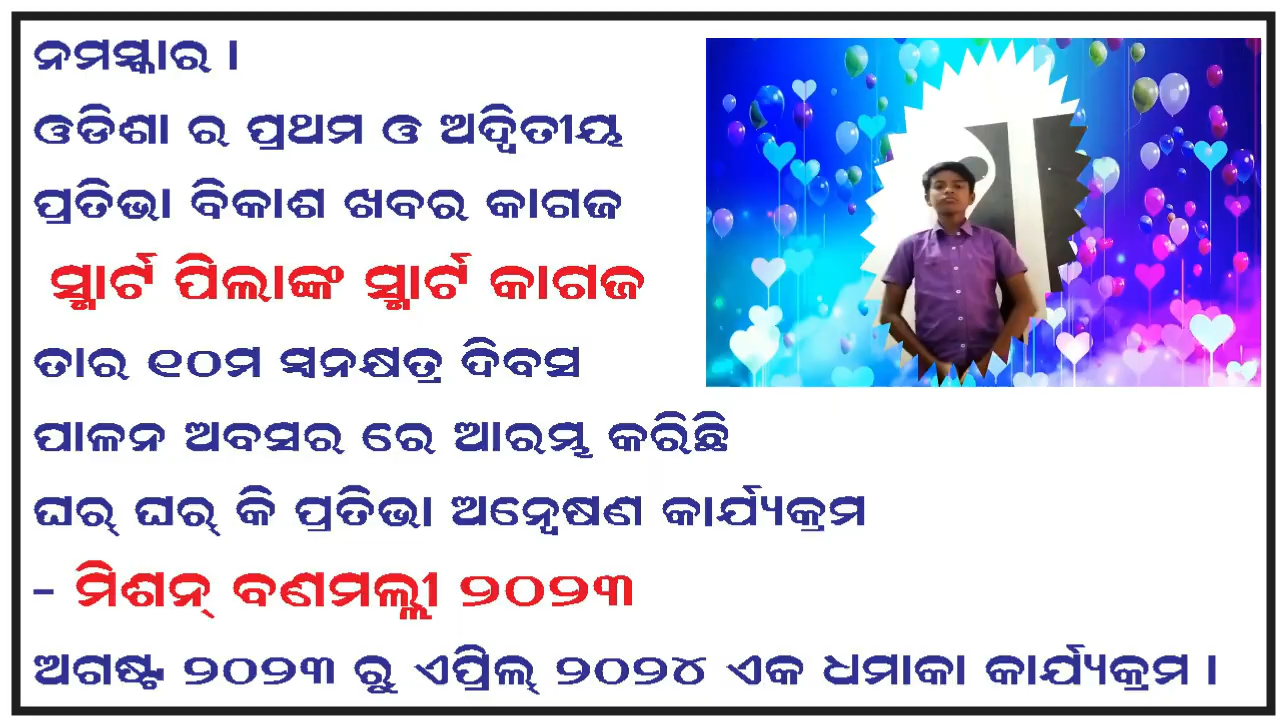 ନମସ୍କାର ।
ଓଡିଶା ର ପ୍ରଥମ ଓ ଅଦ୍ୱିତୀୟ
ପ୍ରତିଭା ବିକାଶ ଖବର କାଗଜ
ସ୍ମାର୍ଟ ପିଲାଙ୍କ ସ୍ମାର୍ଟ କାଗଜ
ତାର ୧୦ମ ସ୍ୱନକ୍ଷତ୍ର ଦିବସ
ପାଳନ ଅବସର ରେ ଆରମ୍ଭ କରିଛି
ଘର୍ ଘର୍ କି ପ୍ରତିଭା ଅନ୍ୱେଷଣ କାର୍ଯ୍ୟକ୍ରମ
- ମିଶନ୍ ବଣମଲ୍ଲୀ ୨୦୨୩
ଅଗଷ୍ଟ ୨୦୨୩ ରୁ ଏପ୍ରିଲ୍ ୨୦୨୪ ଏକ ଧମାକା କାର୍ଯ୍ୟକ୍ରମ ।